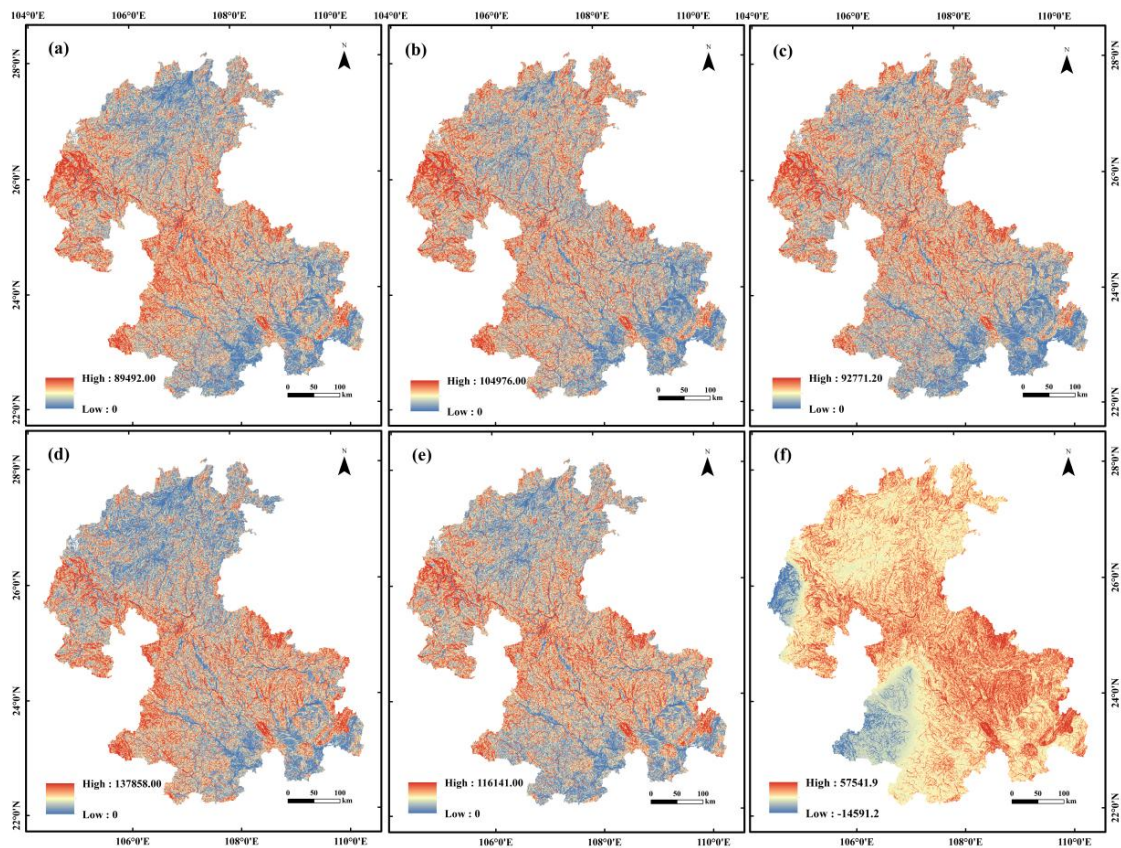 104°E 106°0'E 108°0'E 110°0'E 104°E 106°0'E 108°0'E 110°0'E 104°E 106°0'E 108°0'E 110°0'E
28°0'N
26°0'N
24°0'N
22°0'N
(a)
N
High : 89492.00
Low : 0
0 50 100
km
(b)
N
High : 104976.00
Low : 0
0 50 100
km
(c)
N
High : 92771.20
Low : 0
0 50 100
km
28°0'N
26°0'N
24°0'N
22°0'N
28°0'N
26°0'N
24°0'N
22°0'N
(d)
N
High : 137858.00
Low : 0
0 50 100
km
(e)
N
High : 116141.00
Low : 0
0 50 100
km
(f)
N
High : 57541.9
Low : -14591.2
0 50 100
km
28°0'N
26°0'N
24°0'N
22°0'N
106°0'E 108°0'E 110°0'E 106°0'E 108°0'E 110°0'E 106°0'E 108°0'E 110°0'E